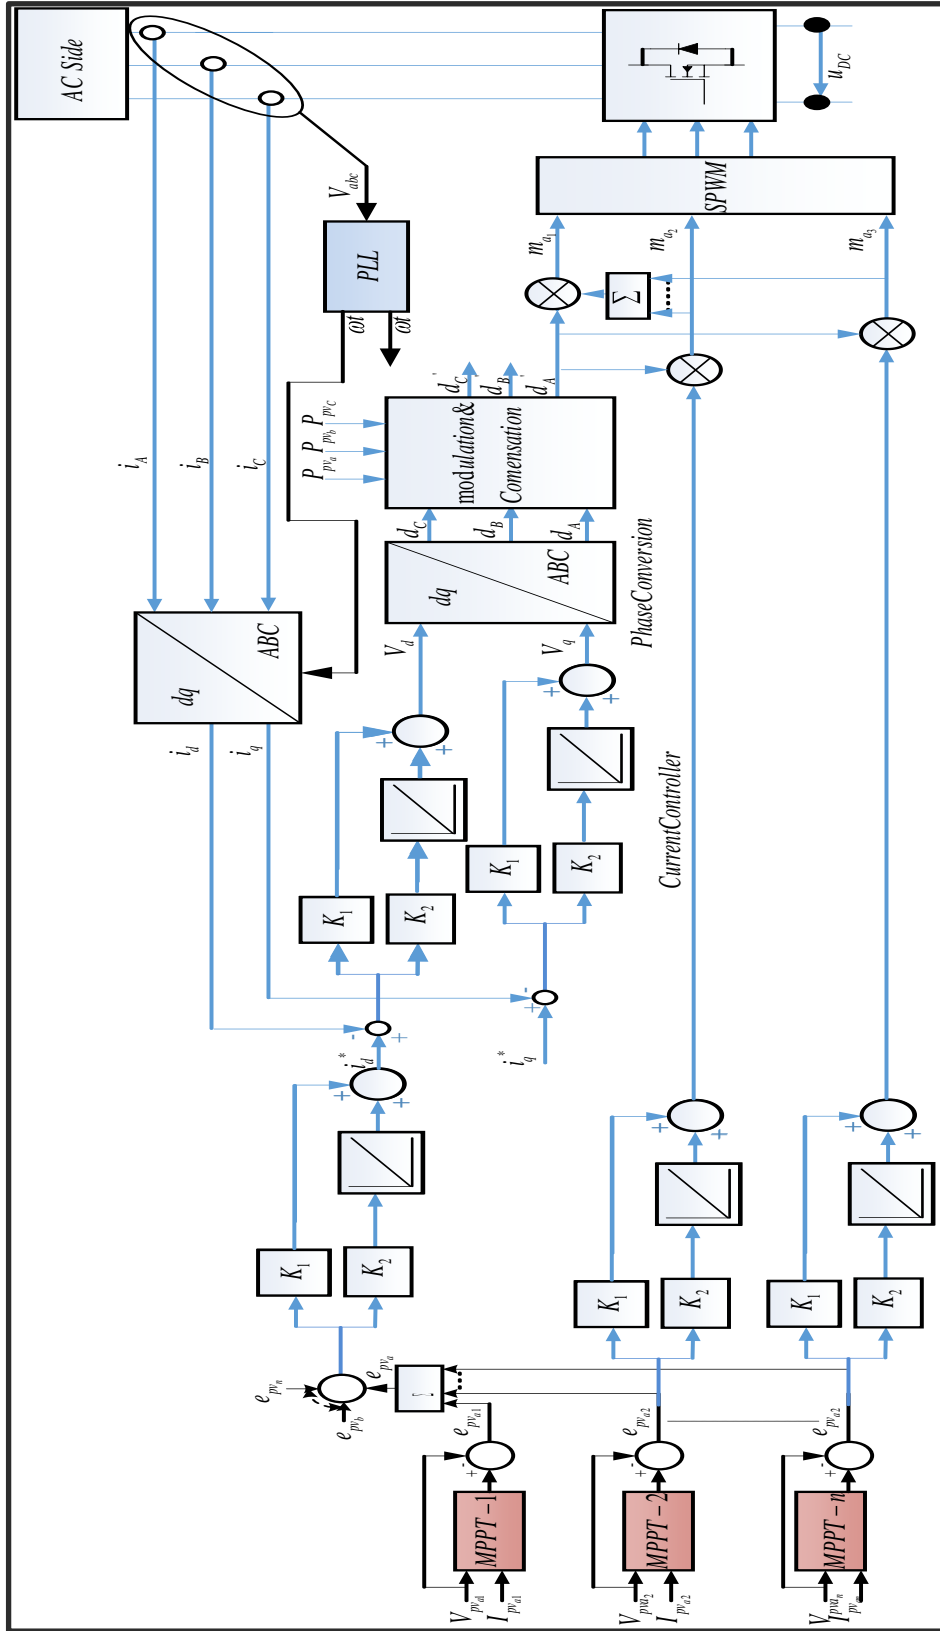 AC Side
i_A
i_B
i_C
V_abc
PLL
ωt
ωt
u_DC
SPWM
m_a1
m_a2
m_a3
Σ
P_pva P_pvb P_pvC
modulation&
Comensation
d_C'
d_B'
d_A'
d_C
d_B
d_A
dq
ABC
dq
ABC
PhaseConversion
i_d
i_q
V_d
V_q
+
+
+
+
K_1
K_2
K_1
K_2
CurrentController
-
+
-
+
i_d*
i_q*
+
+
K_1
K_2
+
+
K_1
K_2
+
+
K_1
K_2
e_pvn
e_pvb
e_pva
e_pva1
e_pva2
e_pva2
+ -
+ -
+ -
MPPT-1
MPPT-2
MPPT-n
V_pva1
I_pva1
V_pva2
I_pva2
V_pvan